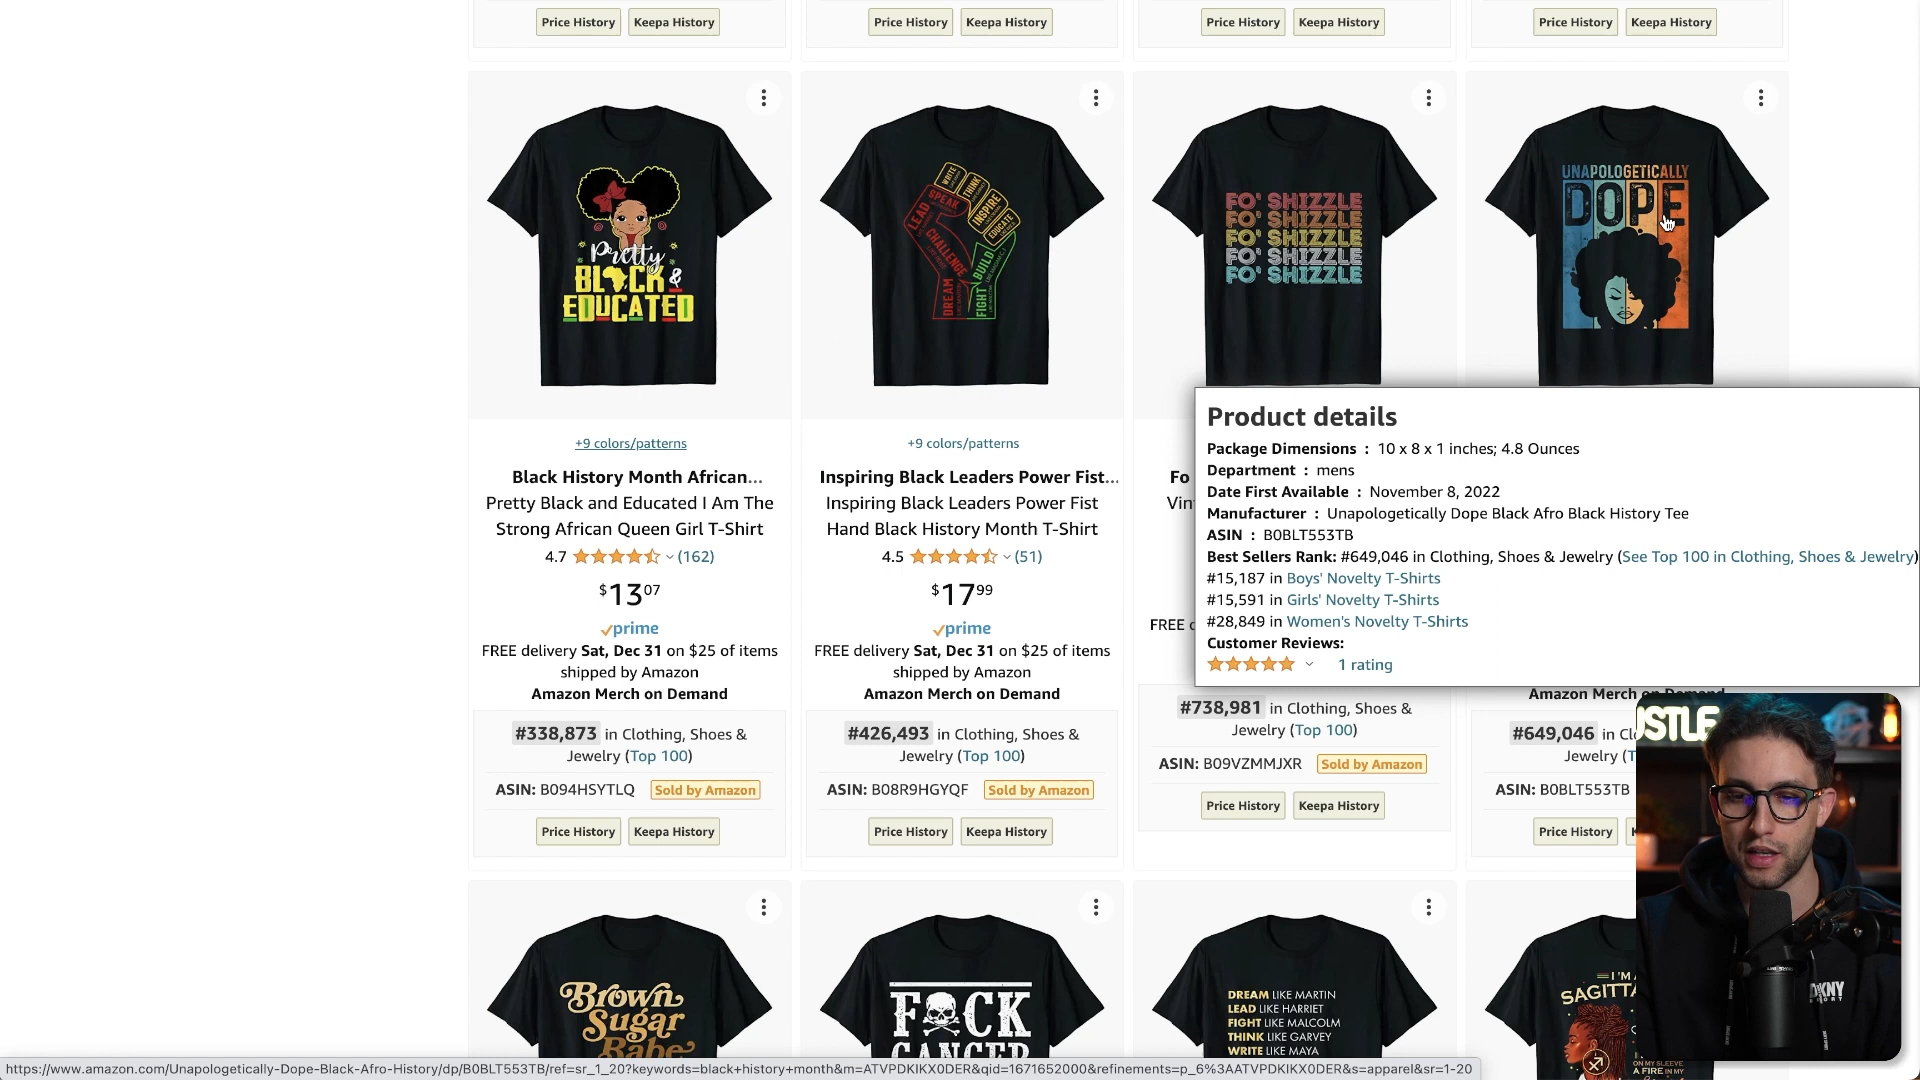 Price History Keepa History
Price History Keepa History
Price History Keepa History
Price History Keepa History
Pretty
BLACK &
EDUCATED
WRITE
THINK
SPEAK
LEAD
INSPIRE
EDUCATE
CHALLENGE
BUILD
DREAM
FIGHT
FO' SHIZZLE
FO' SHIZZLE
FO' SHIZZLE
FO' SHIZZLE
FO' SHIZZLE
UNAPOLOGETICALLY
DOPE
+9 colors/patterns
Black History Month African...
Pretty Black and Educated I Am The
Strong African Queen Girl T-Shirt
4.7 (162)
$13 07
prime
FREE delivery Sat, Dec 31 on $25 of items
shipped by Amazon
Amazon Merch on Demand
#338,873 in Clothing, Shoes &
Jewelry (Top 100)
ASIN: B094HSYTLQ Sold by Amazon
Price History Keepa History
+9 colors/patterns
Inspiring Black Leaders Power Fist...
Inspiring Black Leaders Power Fist
Hand Black History Month T-Shirt
4.5 (51)
$17 99
prime
FREE delivery Sat, Dec 31 on $25 of items
shipped by Amazon
Amazon Merch on Demand
#426,493 in Clothing, Shoes &
Jewelry (Top 100)
ASIN: B08R9HGYQF Sold by Amazon
Price History Keepa History
Fo
Vin
FREE
#738,981 in Clothing, Shoes &
Jewelry (Top 100)
ASIN: B09VZMMJXR Sold by Amazon
Price History Keepa History
Product details
Package Dimensions : 10 x 8 x 1 inches; 4.8 Ounces
Department : mens
Date First Available : November 8, 2022
Manufacturer : Unapologetically Dope Black Afro Black History Tee
ASIN : B0BLT553TB
Best Sellers Rank: #649,046 in Clothing, Shoes & Jewelry (See Top 100 in Clothing, Shoes & Jewelry)
#15,187 in Boys' Novelty T-Shirts
#15,591 in Girls' Novelty T-Shirts
#28,849 in Women's Novelty T-Shirts
Customer Reviews:
1 rating
Amazon Merch on Demand
#649,046 in Cl
Jewelry (T
ASIN: B0BLT553TB
Price History K
USTLE
DKNY
SPORT
Brown
Sugar
Babe
F CK
CANCER
DREAM LIKE MARTIN
LEAD LIKE HARRIET
FIGHT LIKE MALCOLM
THINK LIKE GARVEY
WRITE LIKE MAYA
I'M A
SAGITTA
ON MY SLEEVE
A FIRE IN MY
https://www.amazon.com/Unapologetically-Dope-Black-Afro-History/dp/B0BLT553TB/ref=sr_1_20?keywords=black+history+month&m=ATVPDKIKX0DER&qid=1671652000&refinements=p_6%3AATVPDKIKX0DER&s=apparel&sr=1-20